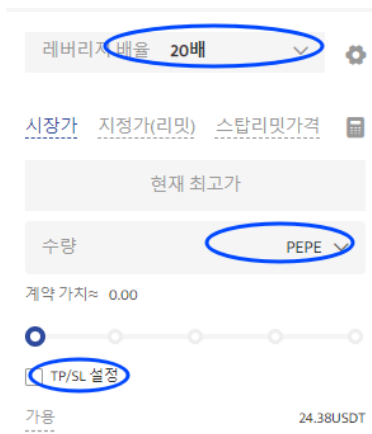 레버리지 배율 20배
시장가 지정가(리밋) 스탑리밋가격
현재 최고가
수량 PEPE
계약 가치≈ 0.00
TP/SL 설정
가용 24.38USDT